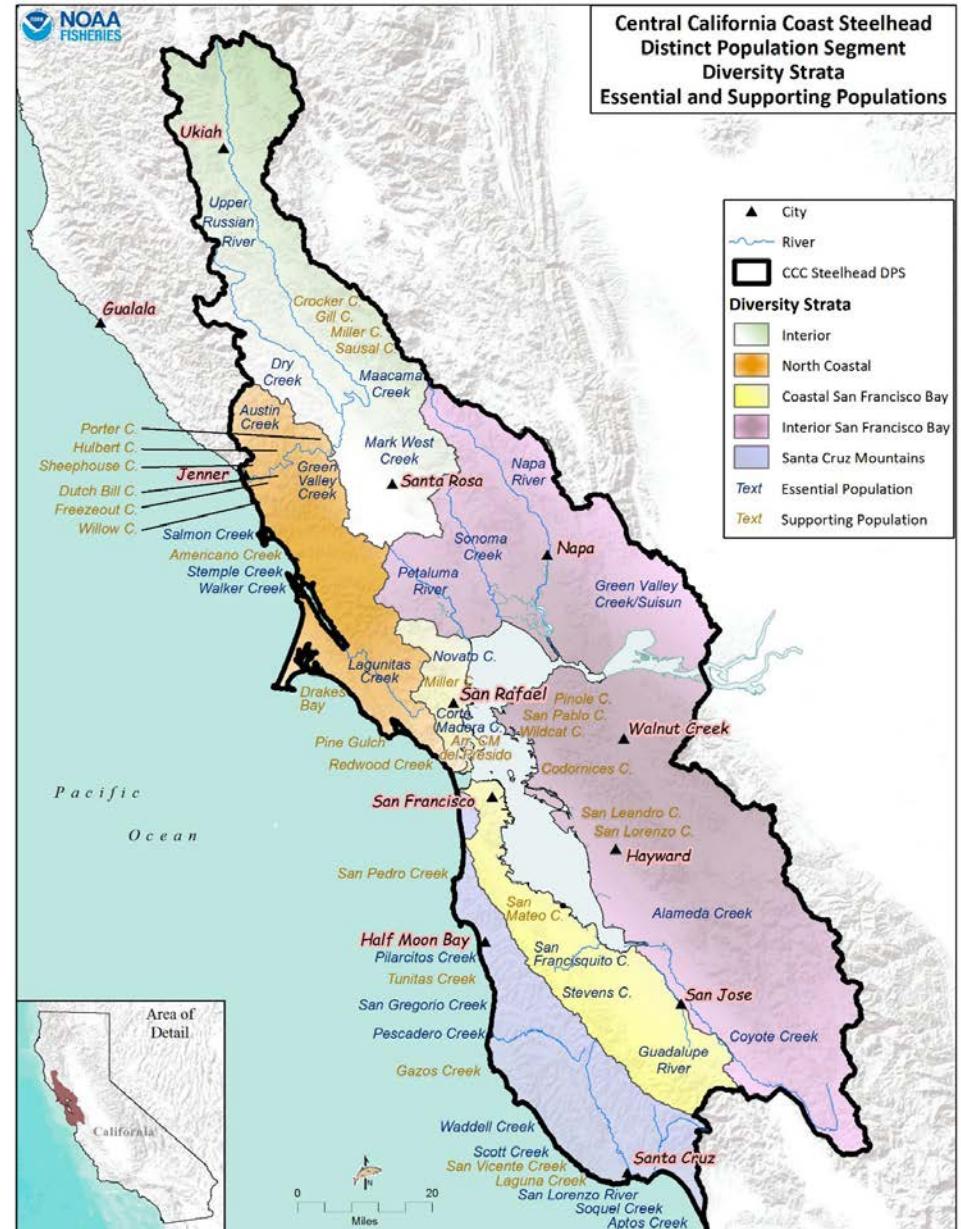 NOAA
FISHERIES
Central California Coast Steelhead
Distinct Population Segment
Diversity Strata
Essential and Supporting Populations
City
River
CCC Steelhead DPS
Diversity Strata
Interior
North Coastal
Coastal San Francisco Bay
Interior San Francisco Bay
Santa Cruz Mountains
Text Essential Population
Text Supporting Population
Ukiah
Upper
Russian
River
Gualala
Crocker C.
Gill C.
Miller C.
Sausal C.
Dry
Creek
Maacama
Creek
Austin
Creek
Porter C.
Hulbert C.
Sheephouse C.
Jenner
Dutch Bill C.
Freezeout C.
Willow C.
Green
Valley
Creek
Mark West
Creek
Santa Rosa
Napa
River
Salmon Creek
Americano Creek
Stemple Creek
Walker Creek
Sonoma
Creek
Napa
Petaluma
River
Green Valley
Creek/Suisun
Lagunitas
Creek
Drakes
Bay
Novato C.
Miller C
San Rafael
Corte
Madera C.
Arr. CM
del Presido
Pinole C.
San Pablo C.
Wildcat C.
Walnut Creek
Codornices C.
Pine Gulch
Redwood Creek
Pacific
Ocean
San Francisco
San Leandro C.
San Lorenzo C.
Hayward
San Pedro Creek
San
Mateo C.
Alameda Creek
Half Moon Bay
Pilarcitos Creek
San
Francisquito C.
Tunitas Creek
Stevens C.
San Jose
San Gregorio Creek
Pescadero Creek
Coyote Creek
Guadalupe
River
Gazos Creek
Waddell Creek
Scott Creek
San Vicente Creek
Laguna Creek
Santa Cruz
San Lorenzo River
Soquel Creek
Aptos Creek
Area of
Detail
California
N
0 20
Miles